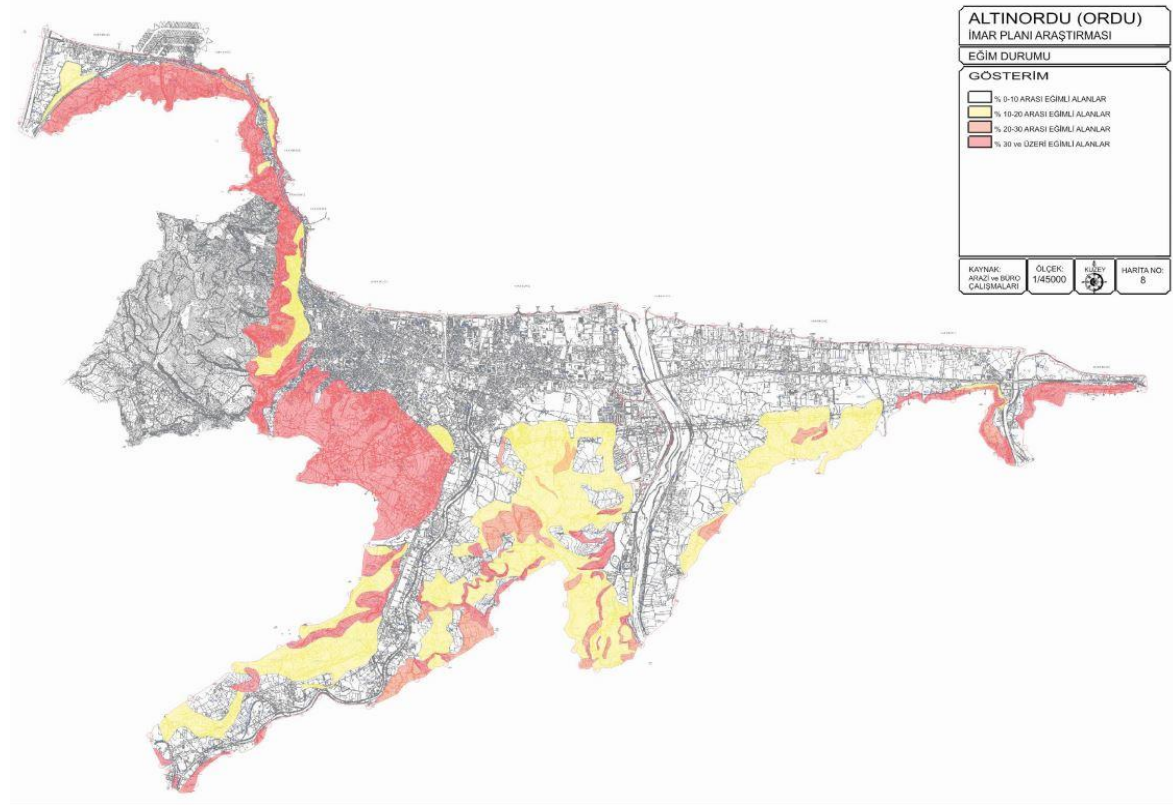 ALTINORDU (ORDU)
İMAR PLANI ARAŞTIRMASI
EĞİM DURUMU
GÖSTERİM
% 0-10 ARASI EĞİMLİ ALANLAR
% 10-20 ARASI EĞİMLİ ALANLAR
% 20-30 ARASI EĞİMLİ ALANLAR
% 30 ve ÜZERİ EĞİMLİ ALANLAR
KAYNAK:
ARAZİ ve BÜRO
ÇALIŞMALARI
ÖLÇEK:
1/45000
KUZEY
HARİTA NO:
8